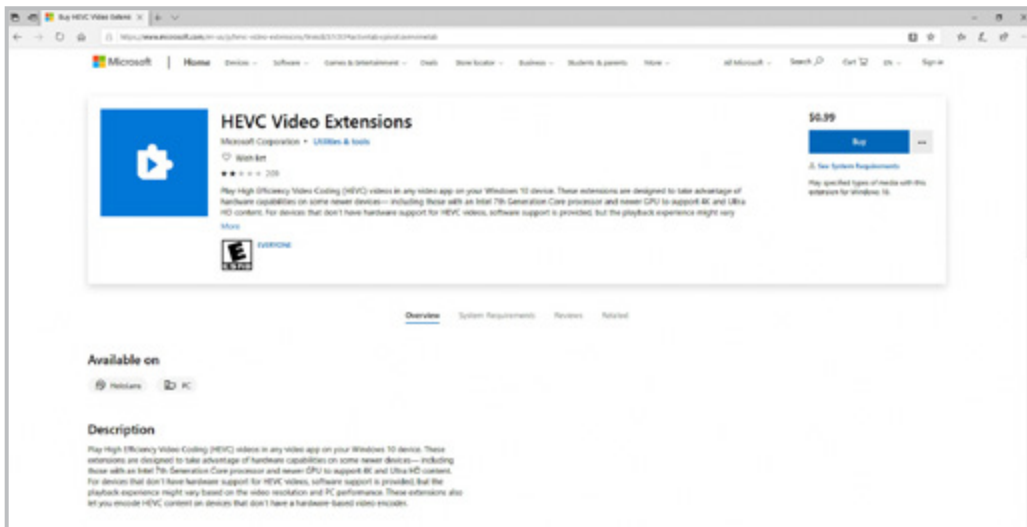 Buy HEVC Video Extens
Microsoft
Home
Devices
Software
Games & Entertainment
Deals
Store locator
Business
Students & parents
More
all Microsoft
Search
Cart
EN
Sign in
HEVC Video Extensions
Microsoft Corporation • Utilities & tools
Wish list
$0.99
Buy
See System Requirements
Play specified types of media with this
extension for Windows 10.
Play High Efficiency Video Coding (HEVC) videos in any video app on your Windows 10 device. These extensions are designed to take advantage of
hardware capabilities on some newer devices— including those with an Intel 7th Generation Core processor and newer GPU to support 4K and Ultra
HD content. For devices that don't have hardware support for HEVC videos, software support is provided, but the playback experience might vary
More
E
EVERYONE
Overview
System Requirements
Reviews
Related
Available on
HoloLens
PC
Description
Play High Efficiency Video Coding (HEVC) videos in any video app on your Windows 10 device. These
extensions are designed to take advantage of hardware capabilities on some newer devices— including
those with an Intel 7th Generation Core processor and newer GPU to support 4K and Ultra HD content.
For devices that don't have hardware support for HEVC videos, software support is provided, but the
playback experience might vary based on the video resolution and PC performance. These extensions also
let you encode HEVC content on devices that don't have a hardware-based video encoder.